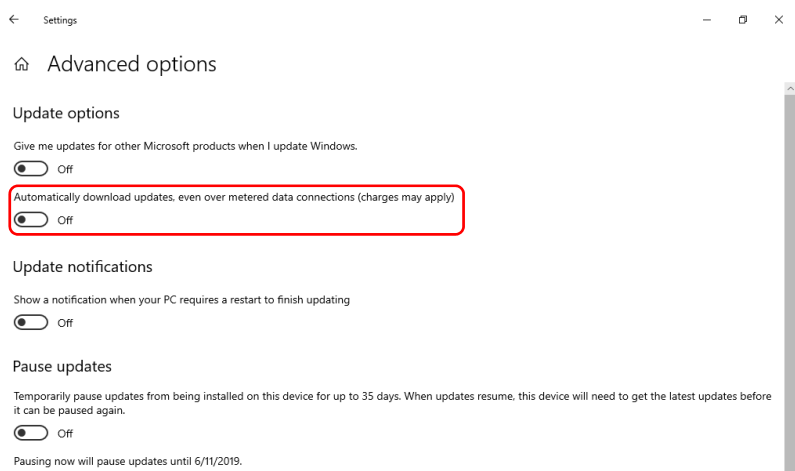 Settings
Advanced options
Update options
Give me updates for other Microsoft products when I update Windows.
Off
Automatically download updates, even over metered data connections (charges may apply)
Off
Update notifications
Show a notification when your PC requires a restart to finish updating
Off
Pause updates
Temporarily pause updates from being installed on this device for up to 35 days. When updates resume, this device will need to get the latest updates before
it can be paused again.
Off
Pausing now will pause updates until 6/11/2019.